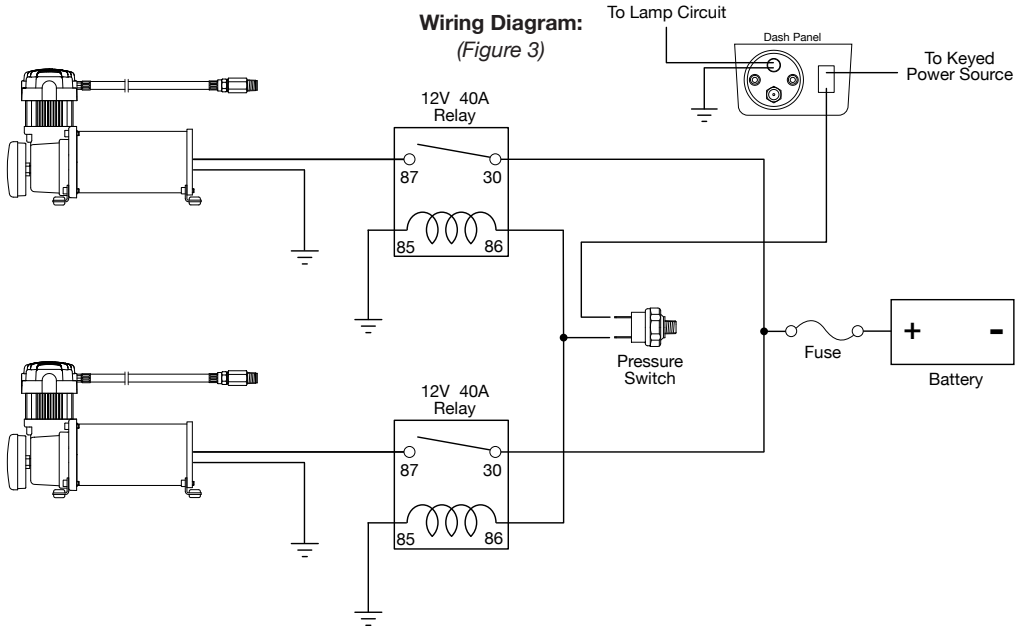 Wiring Diagram:
(Figure 3)
To Lamp Circuit
Dash Panel
To Keyed
Power Source
12V 40A
Relay
87
30
85
86
Pressure
Switch
Fuse
+
-
Battery
12V 40A
Relay
87
30
85
86